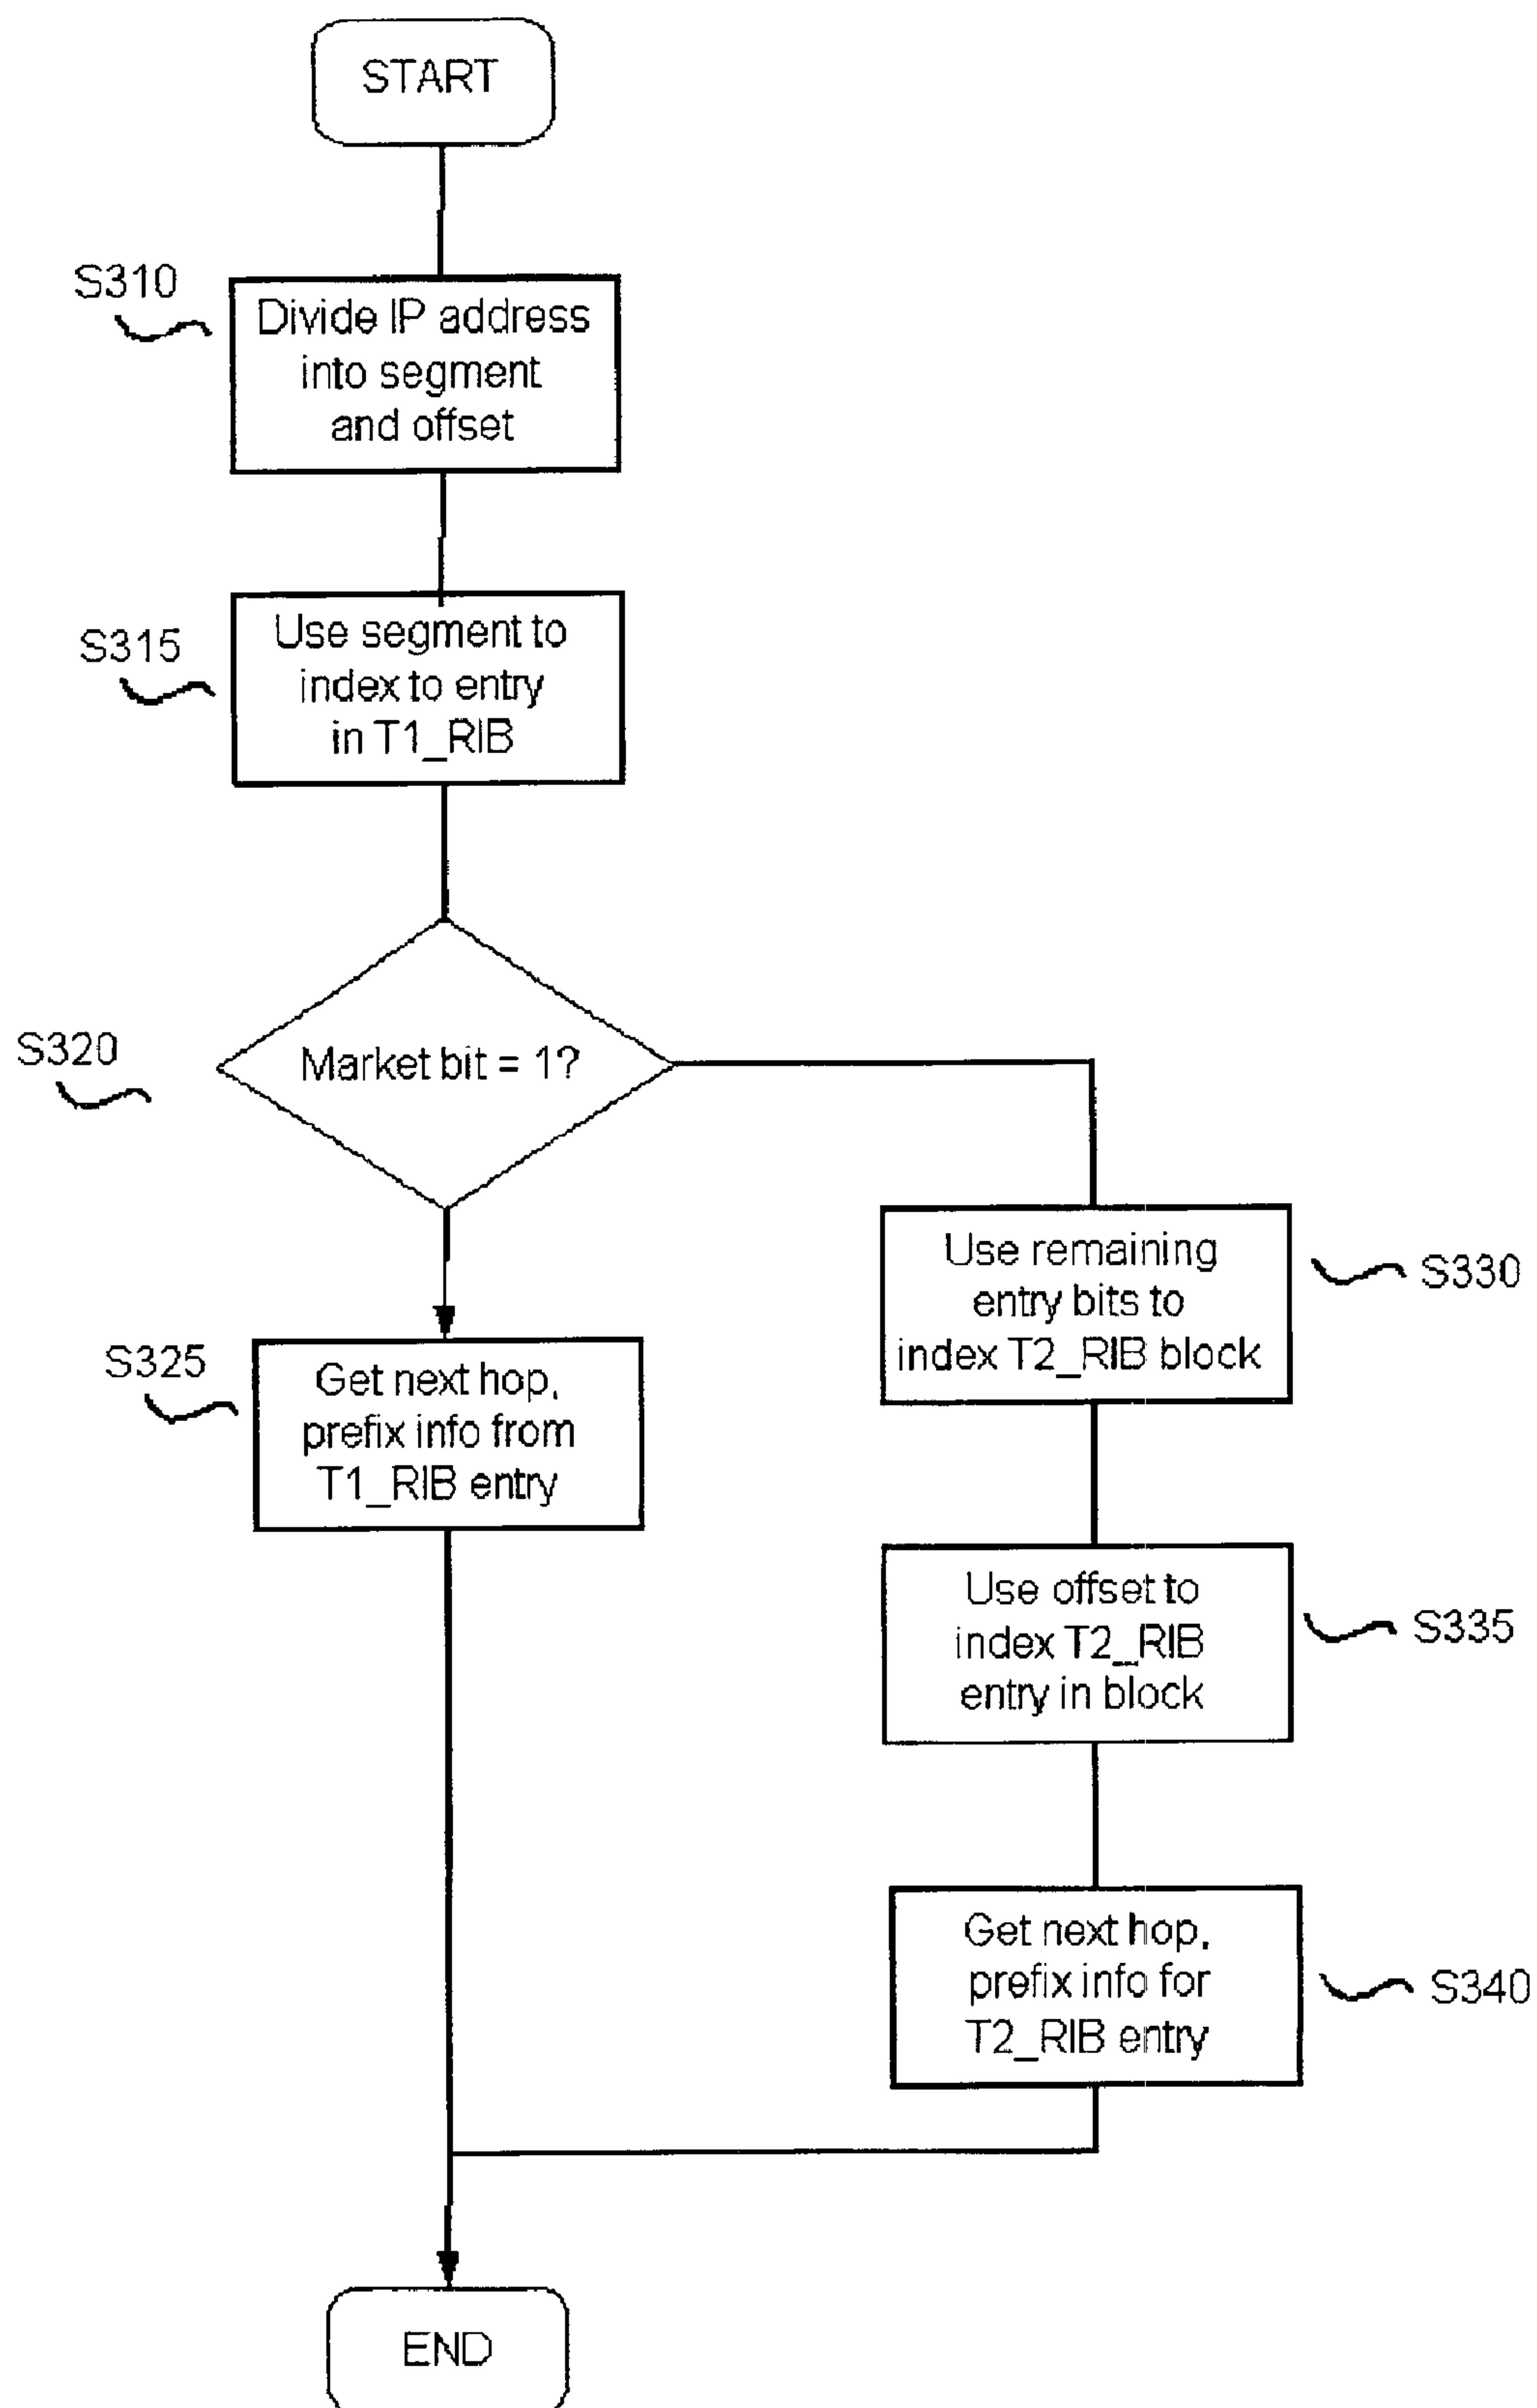 START
S310
Divide IP address
into segment
and offset
S315
Use segment to
index to entry
in T1_RIB
S320
Market bit = 1?
S330
Use remaining
entry bits to
index T2_RIB block
S325
Get next hop,
prefix info from
T1_RIB entry
S335
Use offset to
index T2_RIB
entry in block
S340
Get next hop,
prefix info for
T2_RIB entry
END